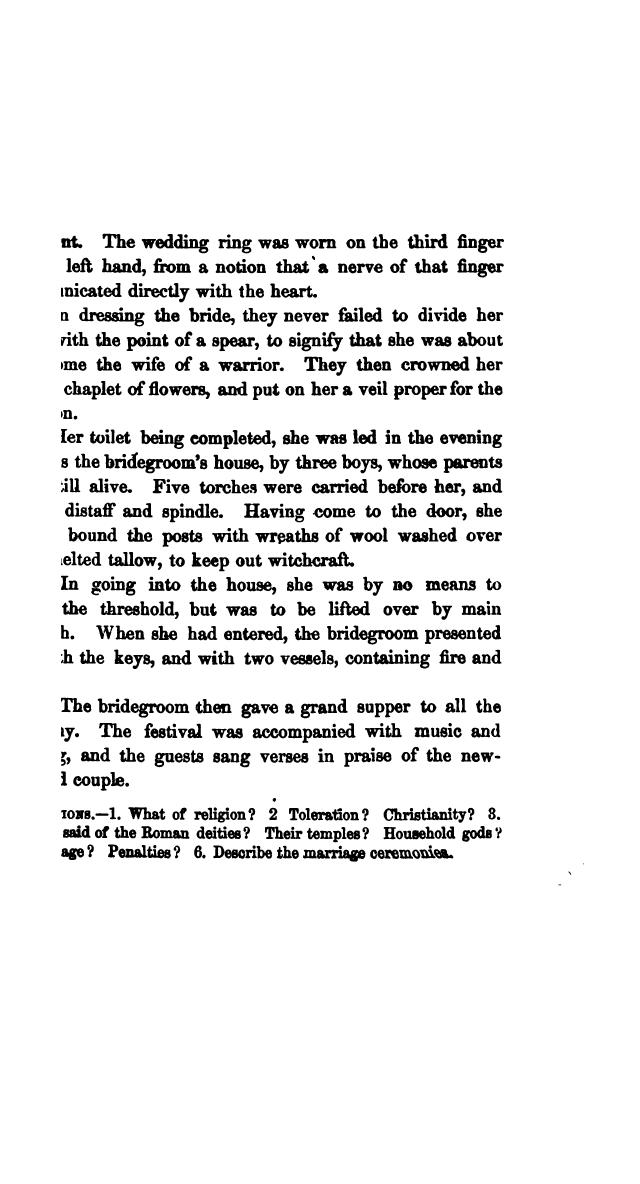 nt. The wedding ring was worn on the third finger
left hand, from a notion that a nerve of that finger
nicated directly with the heart.
n dressing the bride, they never failed to divide her
ith the point of a spear, to signify that she was about
me the wife of a warrior. They then crowned her
chaplet of flowers, and put on her a veil proper for the
n.
er toilet being completed, she was led in the evening
s the bridegroom's house, by three boys, whose parents
ill alive. Five torches were carried before her, and
distaff and spindle. Having come to the door, she
bound the posts with wreaths of wool washed over
elted tallow, to keep out witchcraft.
In going into the house, she was by no means to
the threshold, but was to be lifted over by main
h. When she had entered, the bridegroom presented
h the keys, and with two vessels, containing fire and
The bridegroom then gave a grand supper to all the
y. The festival was accompanied with music and
, and the guests sang verses in praise of the new-
l couple.
IONS.—1. What of religion? 2 Toleration? Christianity? 3.
said of the Roman deities? Their temples? Household gods?
age? Penalties? 6. Describe the marriage ceremonies.